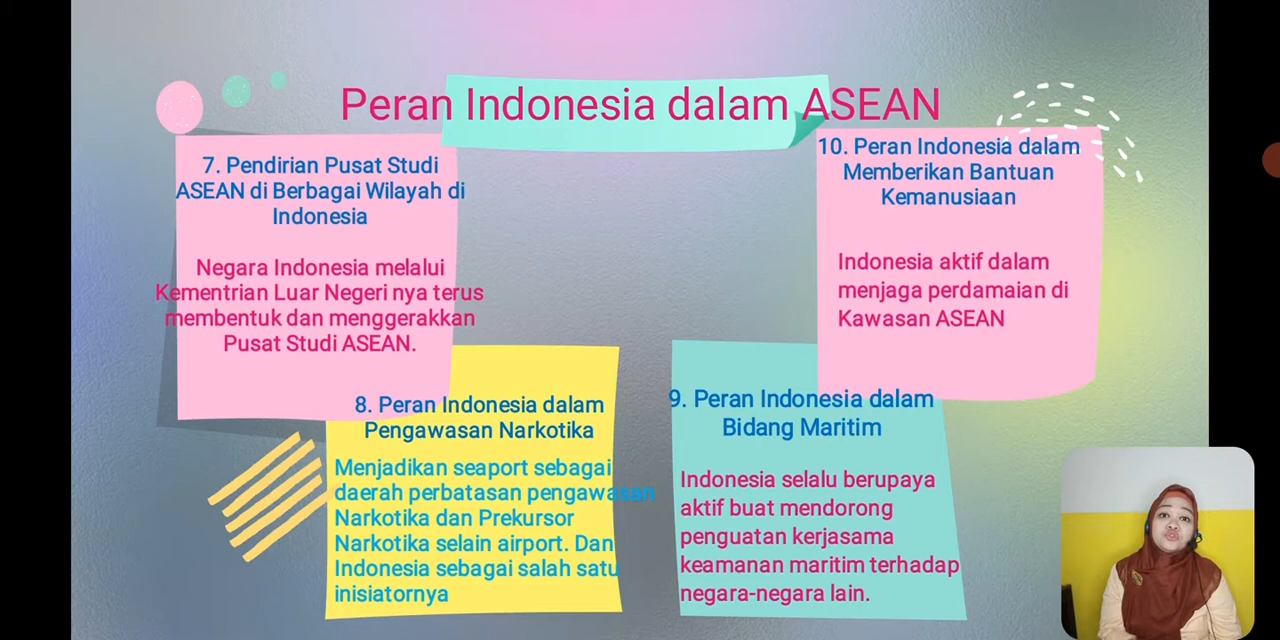 Peran Indonesia dalam ASEAN
7. Pendirian Pusat Studi
ASEAN di Berbagai Wilayah di
Indonesia
Negara Indonesia melalui
Kementrian Luar Negeri nya terus
membentuk dan menggerakkan
Pusat Studi ASEAN.
8. Peran Indonesia dalam
Pengawasan Narkotika
Menjadikan seaport sebagai
daerah perbatasan pengawasan
Narkotika dan Prekursor
Narkotika selain airport. Dan
Indonesia sebagai salah satu
inisiatornya
9. Peran Indonesia dalam
Bidang Maritim
Indonesia selalu berupaya
aktif buat mendorong
penguatan kerjasama
keamanan maritim terhadap
negara-negara lain.
10. Peran Indonesia dalam
Memberikan Bantuan
Kemanusiaan
Indonesia aktif dalam
menjaga perdamaian di
Kawasan ASEAN